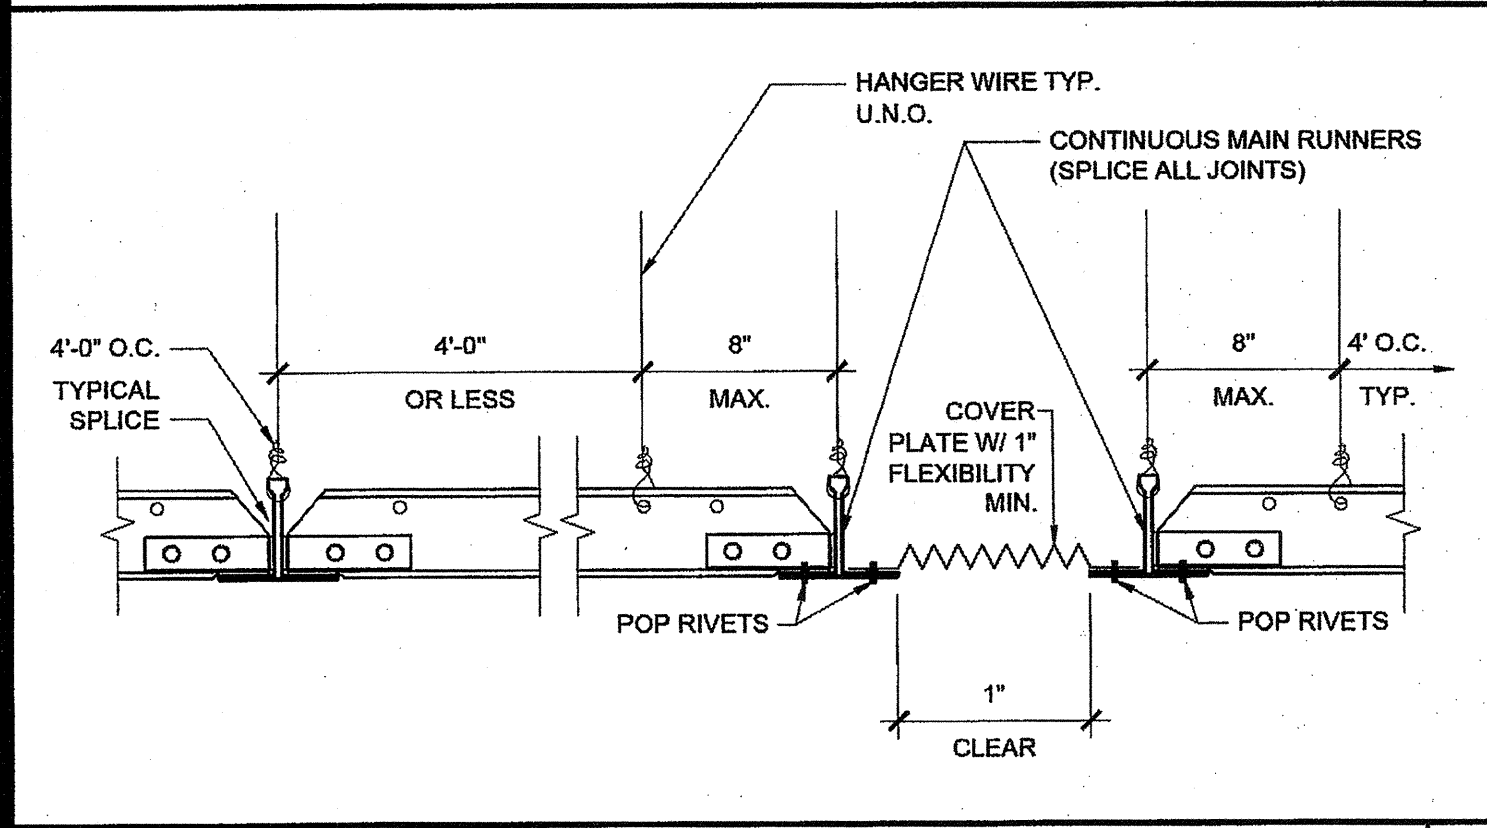 HANGER WIRE TYP.
U.N.O.
CONTINUOUS MAIN RUNNERS
(SPLICE ALL JOINTS)
4'-0" O.C.
4'-0"
OR LESS
8"
MAX.
8"
MAX.
4' O.C.
TYP.
TYPICAL
SPLICE
COVER
PLATE W/ 1"
FLEXIBILITY
MIN.
POP RIVETS
POP RIVETS
1"
CLEAR